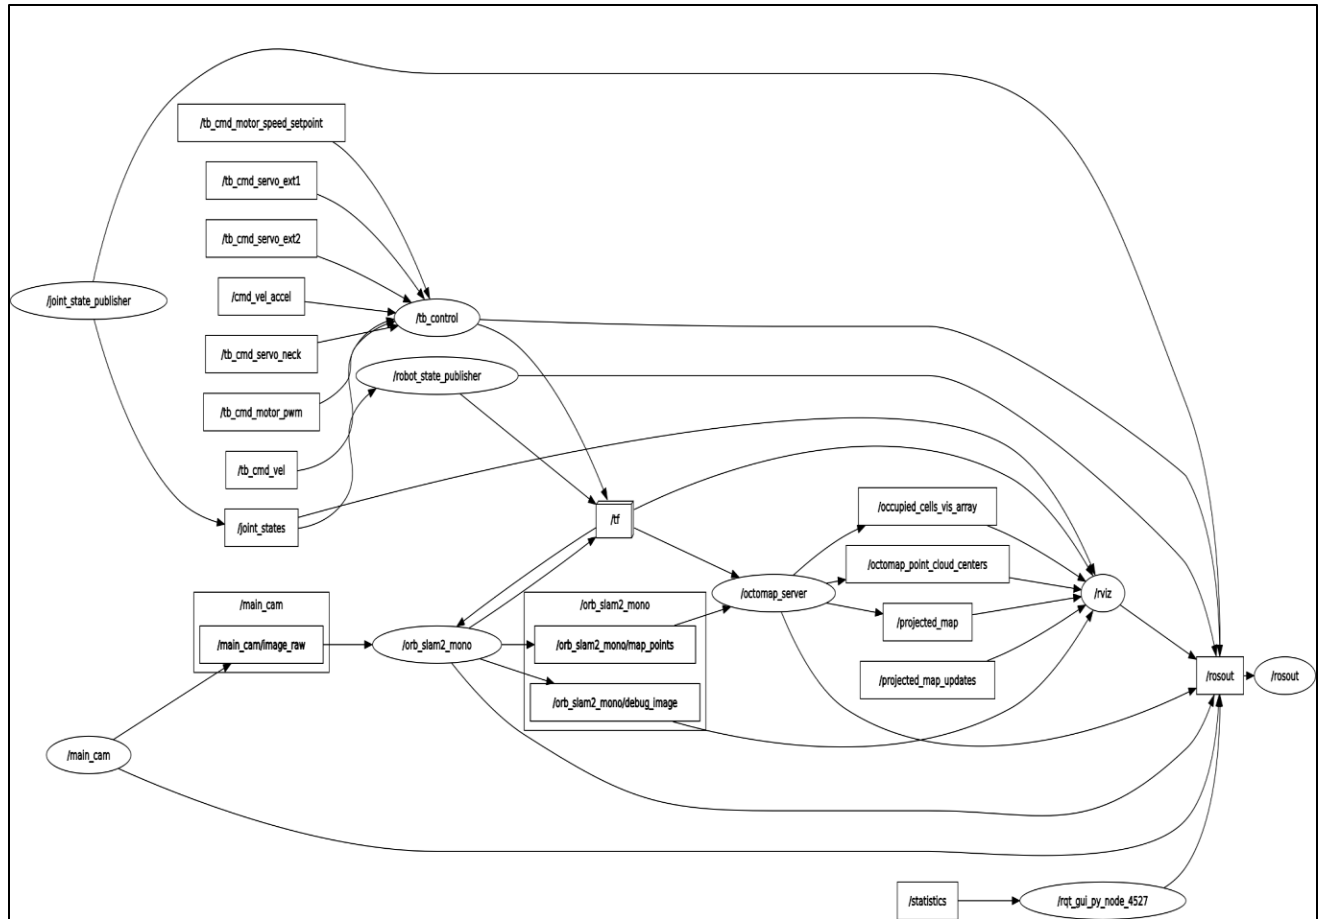 /tb_cmd_motor_speed_setpoint
/tb_cmd_servo_ext1
/tb_cmd_servo_ext2
/joint_state_publisher
/cmd_vel_accel
/tb_control
/tb_cmd_servo_neck
/robot_state_publisher
/tb_cmd_motor_pwm
/tb_cmd_vel
/joint_states
/tf
/occupied_cells_vis_array
/octomap_point_cloud_centers
/octomap_server
/rviz
/main_cam
/orb_slam2_mono
/projected_map
/main_cam/image_raw
/orb_slam2_mono
/orb_slam2_mono/map_points
/projected_map_updates
/rosout
/rosout
/orb_slam2_mono/debug_image
/main_cam
/statistics
/rqt_gui_py_node_4527